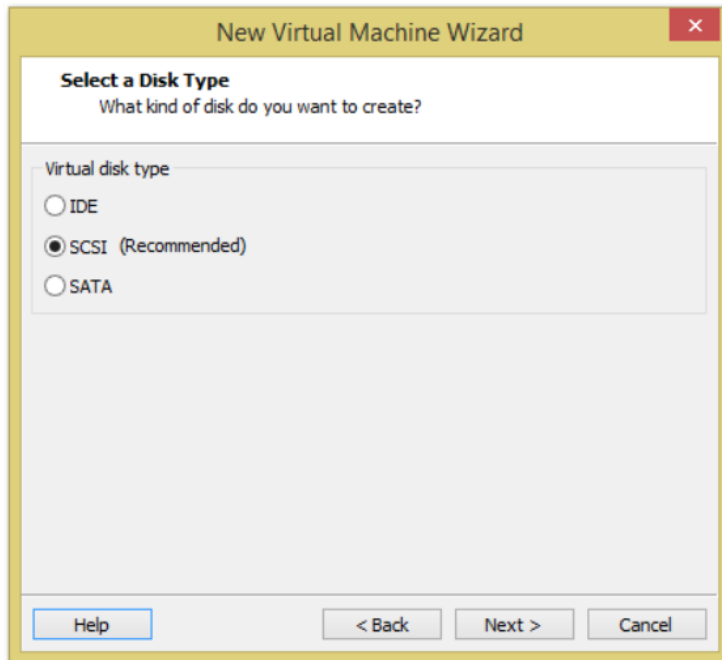 New Virtual Machine Wizard
Select a Disk Type
What kind of disk do you want to create?
Virtual disk type
IDE
SCSI (Recommended)
SATA
Help < Back Next > Cancel